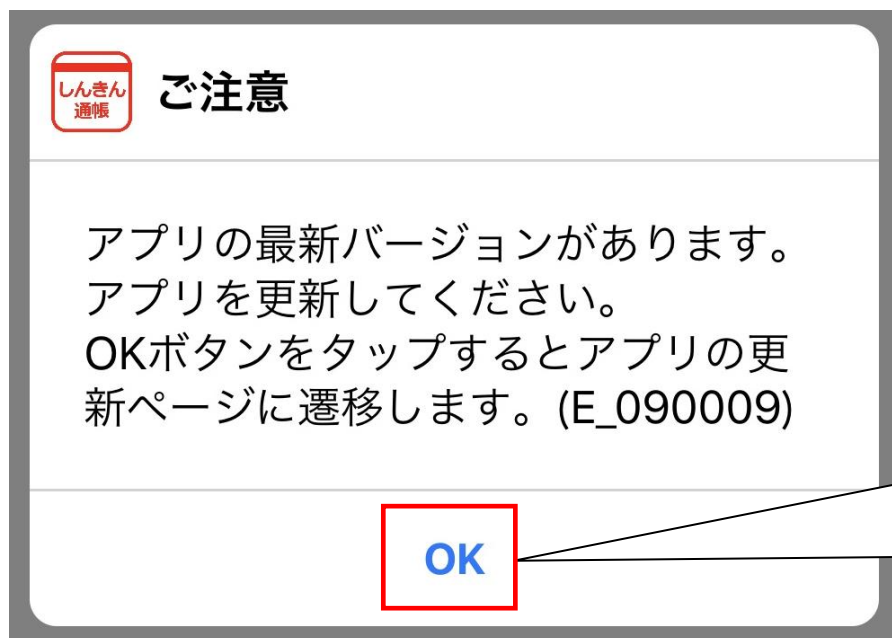 しんきん
通帳
ご注意
アプリの最新バージョンがあります。
アプリを更新してください。
OKボタンをタップするとアプリの更
新ページに遷移します。(E_090009)
OK